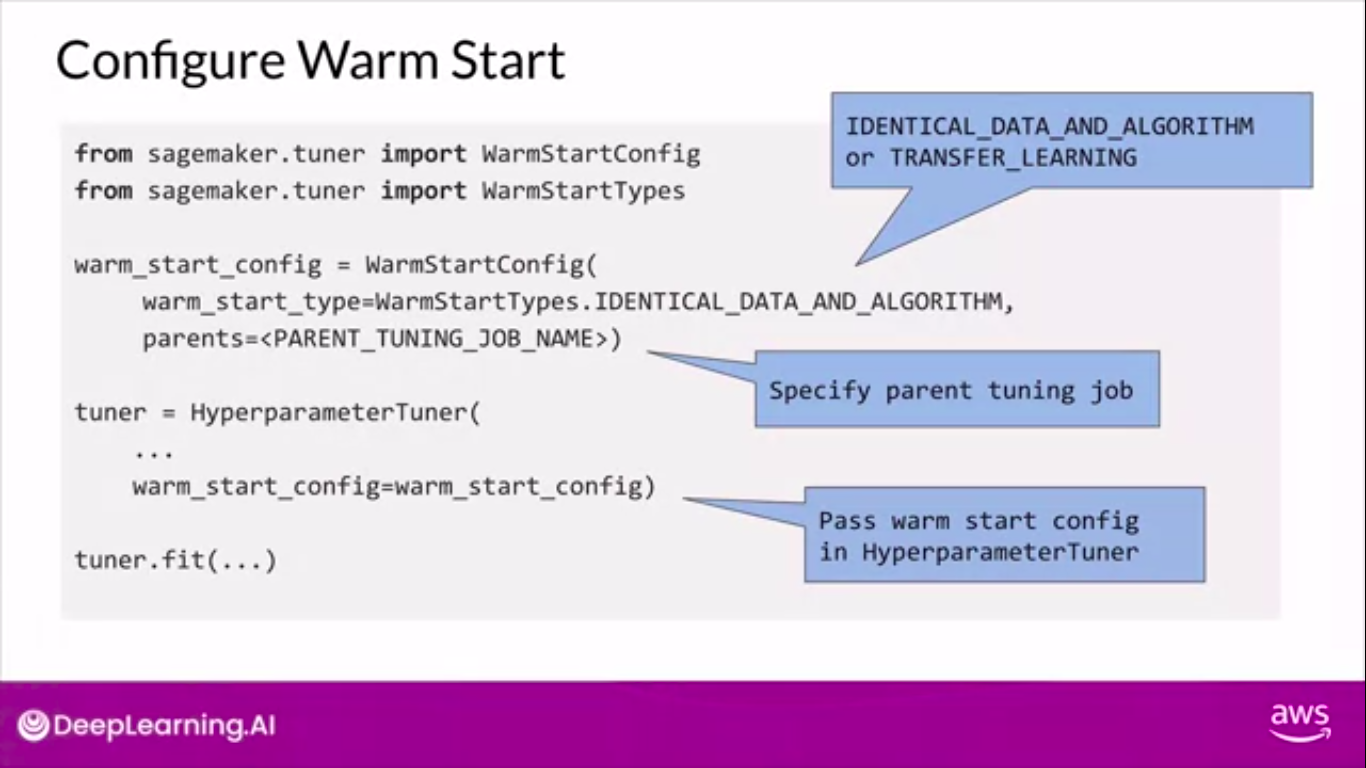 Configure Warm Start
IDENTICAL_DATA_AND_ALGORITHM
or TRANSFER_LEARNING
from sagemaker.tuner import WarmStartConfig
from sagemaker.tuner import WarmStartTypes
warm_start_config = WarmStartConfig(
warm_start_type=WarmStartTypes.IDENTICAL_DATA_AND_ALGORITHM,
parents=<PARENT_TUNING_JOB_NAME>)
Specify parent tuning job
tuner = HyperparameterTuner(
...
warm_start_config=warm_start_config)
Pass warm start config
in HyperparameterTuner
tuner.fit(...)
DeepLearning.AI
aws